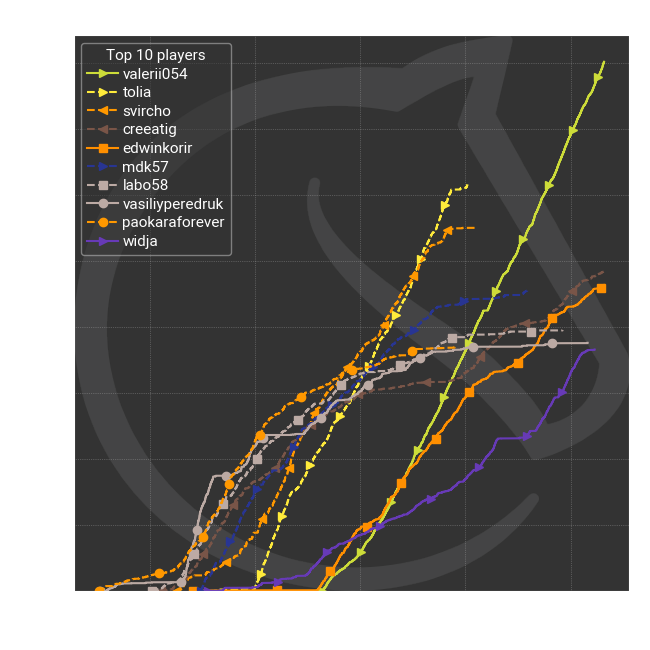 Top 10 players
valerii054
tolia
svircho
creeatig
edwinkorir
mdk57
labo58
vasiliyperedruk
paokaraforever
widja